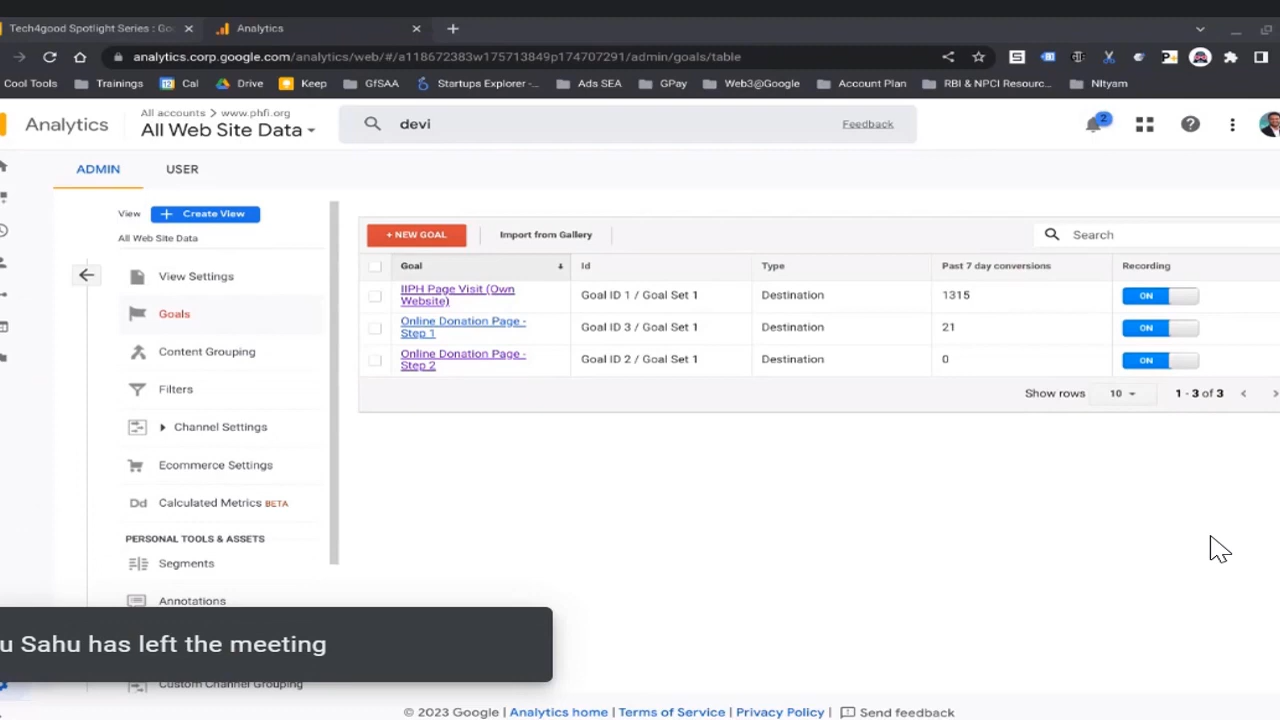 Tech4good Spotlight Series : Go
Analytics
analytics.corp.google.com/analytics/web/#/a118672383w175713849p174707291/admin/goals/table
Cool Tools
Trainings
Cal
Drive
Keep
GfSAA
Startups Explorer -...
Ads SEA
GPay
Web3@Google
Account Plan
RBI & NPCI Resourc...
NItyam
Analytics
All accounts > www.phfi.org
All Web Site Data
devi
Feedback
2
ADMIN
USER
View
+ Create View
All Web Site Data
View Settings
Goals
Content Grouping
Filters
Channel Settings
Ecommerce Settings
Dd Calculated Metrics BETA
PERSONAL TOOLS & ASSETS
Segments
Annotations
Custom Channel Grouping
+ NEW GOAL
Import from Gallery
Search
Goal
Id
Type
Past 7 day conversions
Recording
IIPH Page Visit (Own
Website)
Goal ID 1 / Goal Set 1
Destination
1315
ON
Online Donation Page -
Step 1
Goal ID 3 / Goal Set 1
Destination
21
ON
Online Donation Page -
Step 2
Goal ID 2 / Goal Set 1
Destination
0
ON
Show rows
10
1 - 3 of 3
u Sahu has left the meeting
© 2023 Google | Analytics home | Terms of Service | Privacy Policy | Send feedback